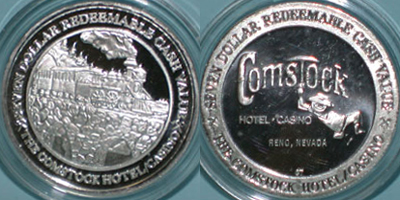 SEVEN DOLLAR REDEEMABLE CASH VALUE
THE COMSTOCK HOTEL/CASINO
SEVEN DOLLAR REDEEMABLE CASH VALUE
Comstock
HOTEL • CASINO
RENO, NEVADA
THE COMSTOCK HOTEL/CASINO